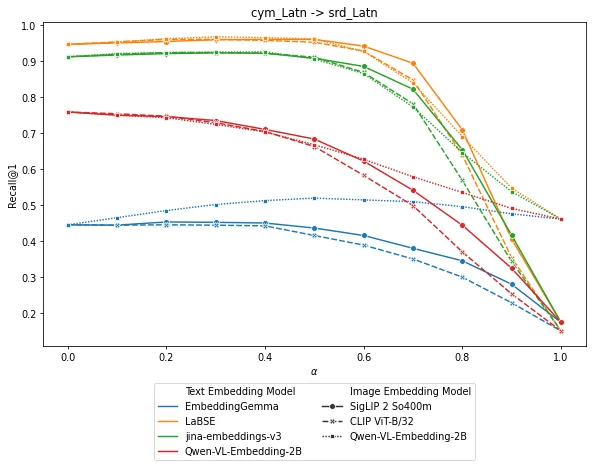 cym_Latn -> srd_Latn
1.0
0.9
0.8
0.7
0.6
0.5
0.4
0.3
0.2
Recall@1
0.0 0.2 0.4 0.6 0.8 1.0
α
Text Embedding Model Image Embedding Model
EmbeddingGemma SigLIP 2 So400m
LaBSE CLIP ViT-B/32
jina-embeddings-v3 Qwen-VL-Embedding-2B
Qwen-VL-Embedding-2B